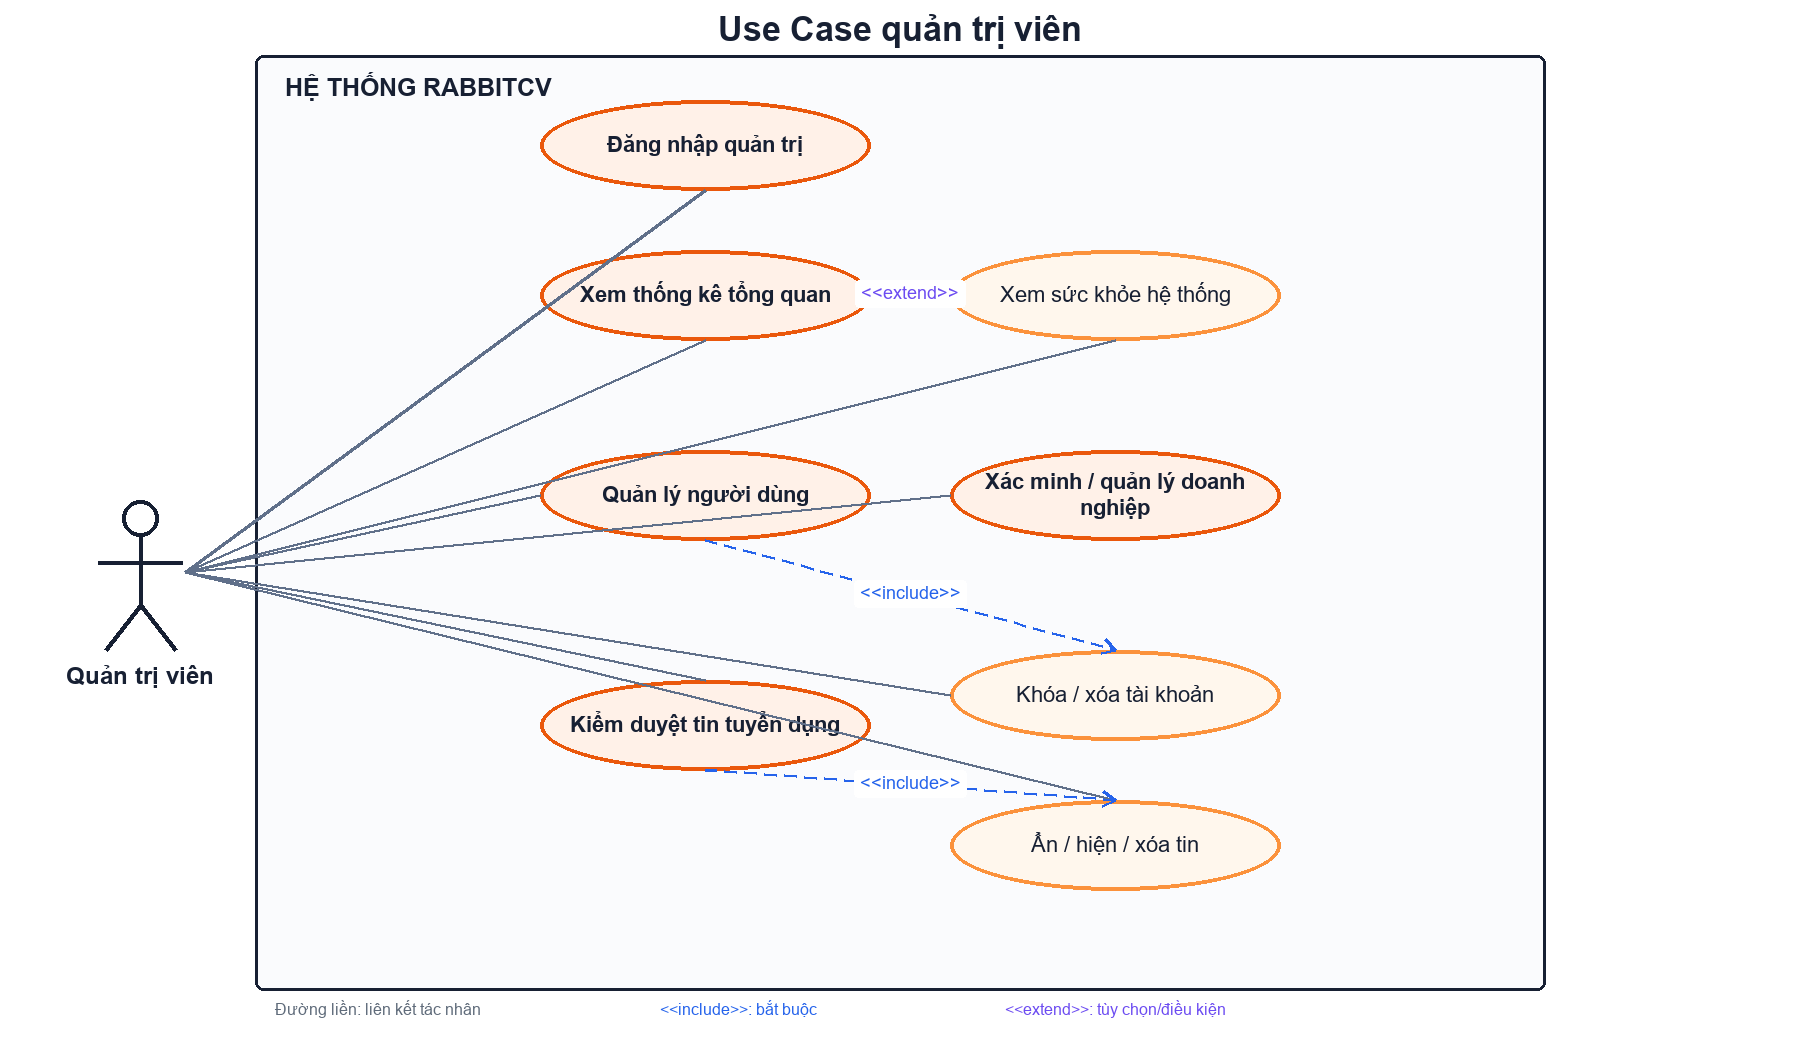 Use Case quản trị viên
HỆ THỐNG RABBITCV
Đăng nhập quản trị
Xem thống kê tổng quan
<<extend>>
Xem sức khỏe hệ thống
Quản lý người dùng
Xác minh / quản lý doanh
nghiệp
<<include>>
Quản trị viên
Khóa / xóa tài khoản
Kiểm duyệt tin tuyển dụng
<<include>>
Ẩn / hiện / xóa tin
Đường liền: liên kết tác nhân
<<include>>: bắt buộc
<<extend>>: tùy chọn/điều kiện